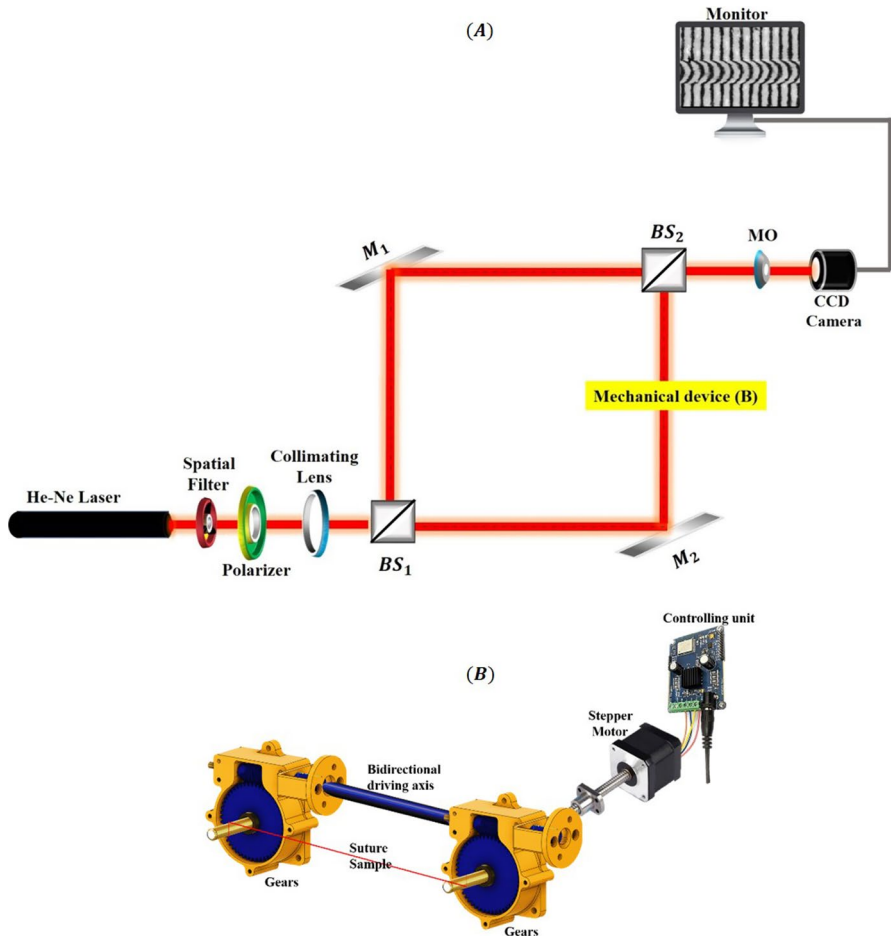 Monitor
(A)
M₁
BS₂
MO
CCD
Camera
Mechanical device (B)
Collimating
Lens
Spatial
Filter
He-Ne Laser
Polarizer
BS₁
M₂
Controlling unit
(B)
Stepper
Motor
Bidirectional
driving axis
Suture
Sample
Gears
Gears